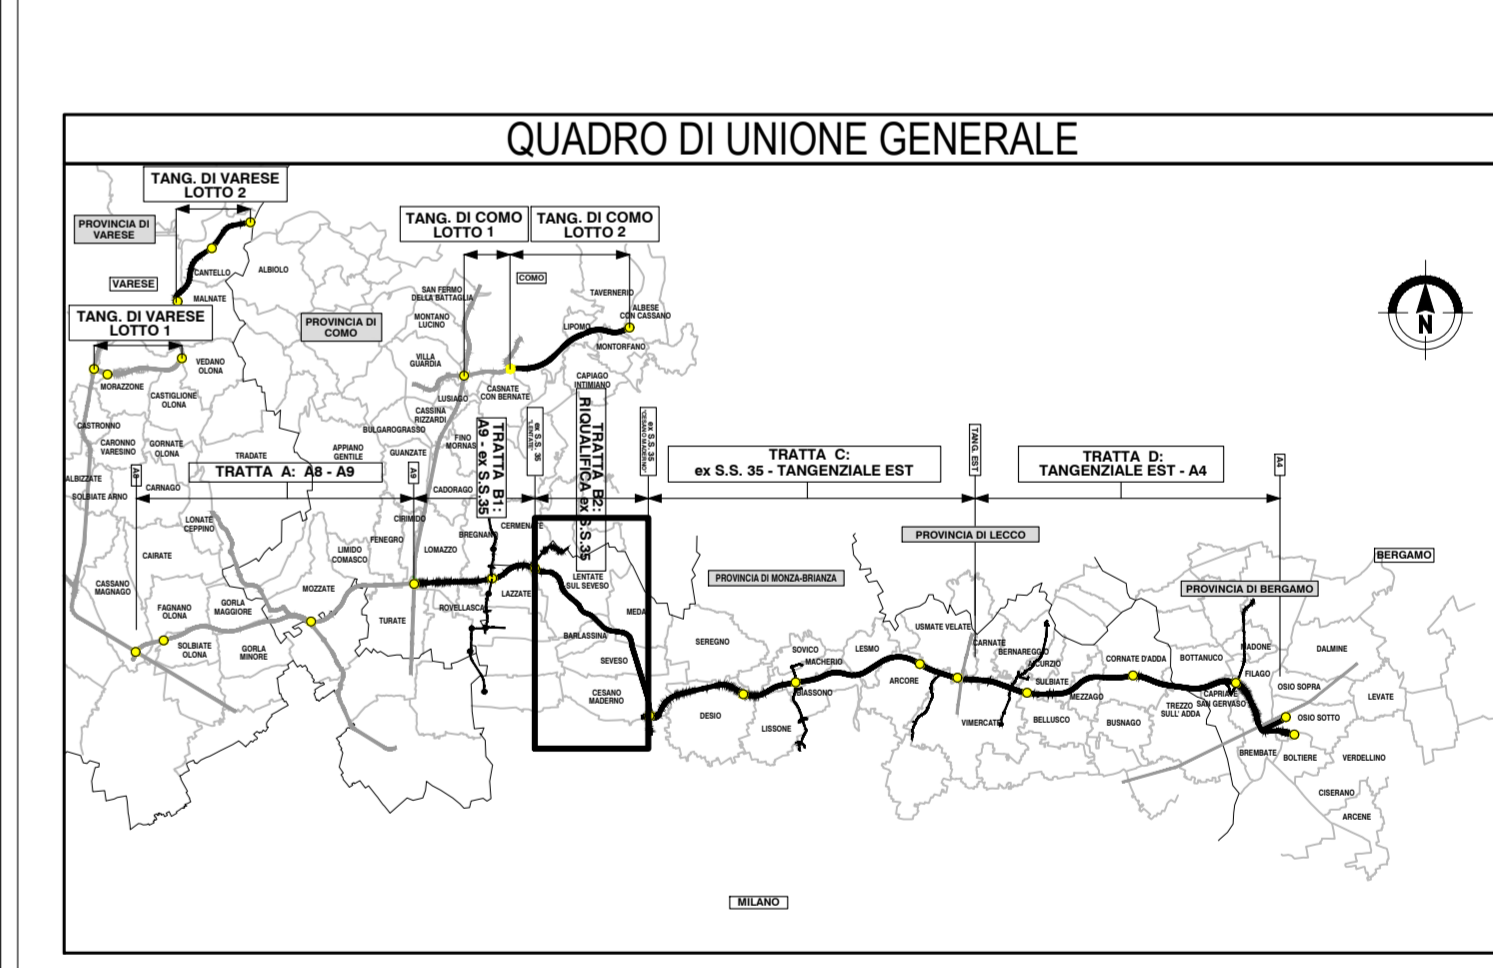 QUADRO DI UNIONE GENERALE
TANG. DI VARESE
LOTTO 2
PROVINCIA DI
VARESE
CANTELLO
ALBIOLO
VARESE
MALNATE
TANG. DI VARESE
LOTTO 1
PROVINCIA DI
COMO
TANG. DI COMO
LOTTO 1
TANG. DI COMO
LOTTO 2
COMO
SAN FERMO
DELLA BATTAGLIA
TAVERNERIO
ALBESE
CON CASSANO
MONTANO
LUCINO
LIPOMO
MONTORFANO
VILLA
GUARDIA
VEDANO
OLONA
MORAZZONE
CASTIGLIONE
OLONA
CAPIAGO
INTIMIANO
CASNATE
CON BERNATE
LUSIAGO
CASSINA
RIZZARDI
BULGAROGRASSO
FINO
MORNAS
CASTRONNO
CARONNO
VARESINO
GORNATE
OLONA
TRADATE
APPIANO
GENTILE
GUANZATE
ALBIZZATE
SOLBIATE ARNO
CARNAGO
A8
TRATTA A: A8 - A9
A9
CADORAGO
TRATTA B1:
A9 - ex S.S.35
ex S.S. 35
"LENTATE"
TRATTA B2:
RIQUALIFICA ex S.S.35
ex S.S. 35
"CESANO MADERNO"
TRATTA C:
ex S.S. 35 - TANGENZIALE EST
TANG. EST
TRATTA D:
TANGENZIALE EST - A4
A4
N
LONATE
CEPPINO
CIRIMIDO
FENEGRO
BREGNANO
CERMENATE
LOMAZZO
LIMIDO
COMASCO
CAIRATE
CASSANO
MAGNAGO
MOZZATE
FAGNANO
OLONA
GORLA
MAGGIORE
SOLBIATE
OLONA
GORLA
MINORE
TURATE
ROVELLASCA
LAZZATE
LENTATE
SUL SEVESO
MEDA
BARLASSINA
SEVESO
CESANO
MADERNO
PROVINCIA DI MONZA-BRIANZA
PROVINCIA DI LECCO
PROVINCIA DI BERGAMO
BERGAMO
SEREGNO
DESIO
SOVICO
MACHERIO
BIASSONO
LISSONE
LESMO
ARCORE
USMATE VELATE
CARNATE
BERNAREGGIO
AICURZIO
SULBIATE
VIMERCATE
MEZZAGO
BELLUSCO
CORNATE D'ADDA
BUSNAGO
BOTTANUCO
TREZZO
SULL' ADDA
CAPRIATE
SAN GERVASO
MADONE
FILAGO
DALMINE
OSIO SOPRA
LEVATE
OSIO SOTTO
BREMBATE
BOLTIERE
VERDELLINO
CISERANO
ARCENE
MILANO